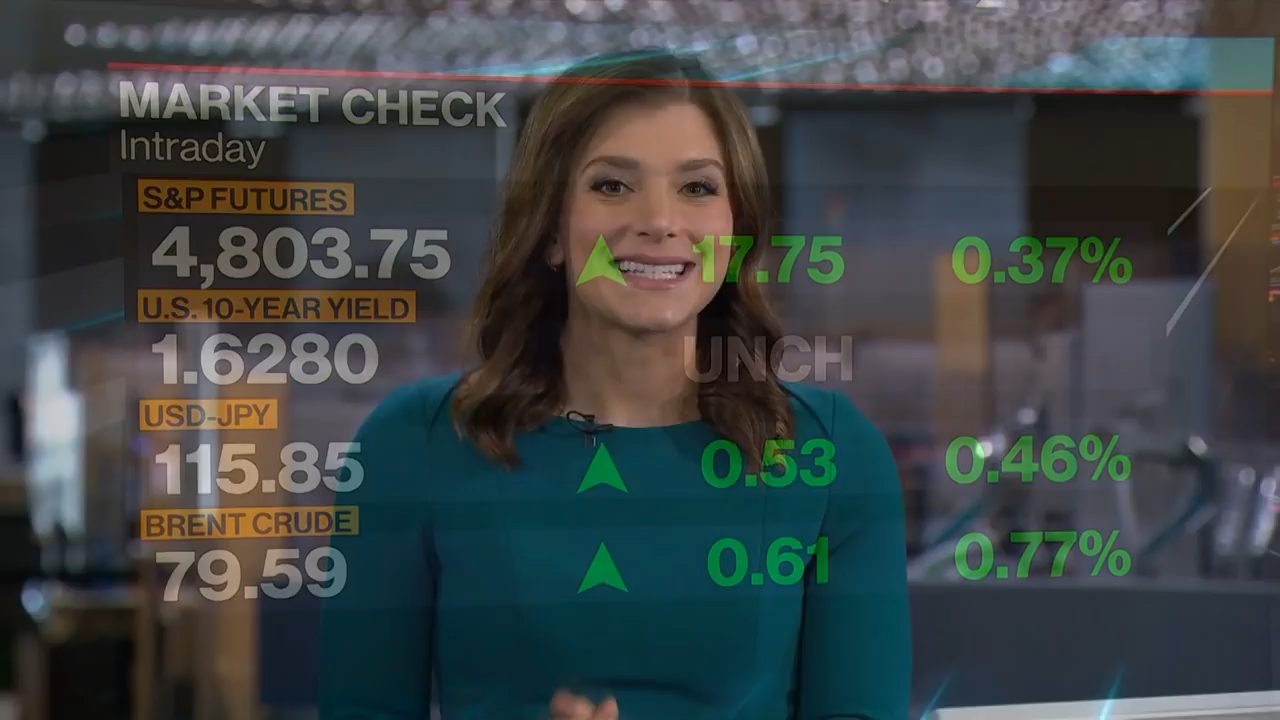 MARKET CHECK
Intraday
S&P FUTURES
4,803.75 17.75 0.37%
U.S. 10-YEAR YIELD
1.6280 UNCH
USD-JPY
115.85 0.53 0.46%
BRENT CRUDE
79.59 0.61 0.77%